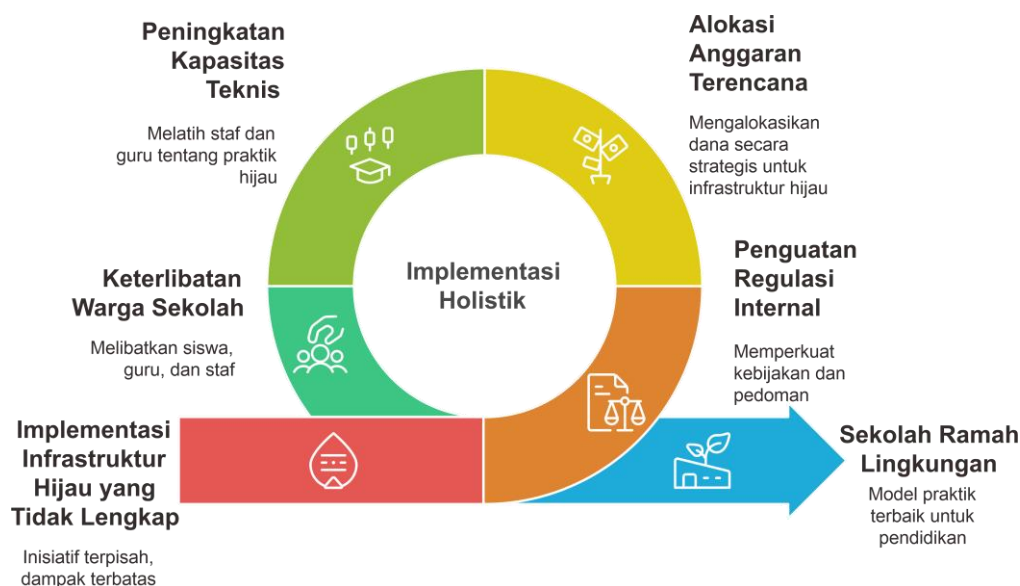 Peningkatan
Kapasitas
Teknis
Melatih staf dan
guru tentang praktik
hijau
Alokasi
Anggaran
Terencana
Mengalokasikan
dana secara
strategis untuk
infrastruktur hijau
Keterlibatan
Warga Sekolah
Melibatkan siswa,
guru, dan staf
Implementasi
Holistik
Penguatan
Regulasi
Internal
Memperkuat
kebijakan dan
pedoman
Implementasi
Infrastruktur
Hijau yang
Tidak Lengkap
Inisiatif terpisah,
dampak terbatas
Sekolah Ramah
Lingkungan
Model praktik
terbaik untuk
pendidikan